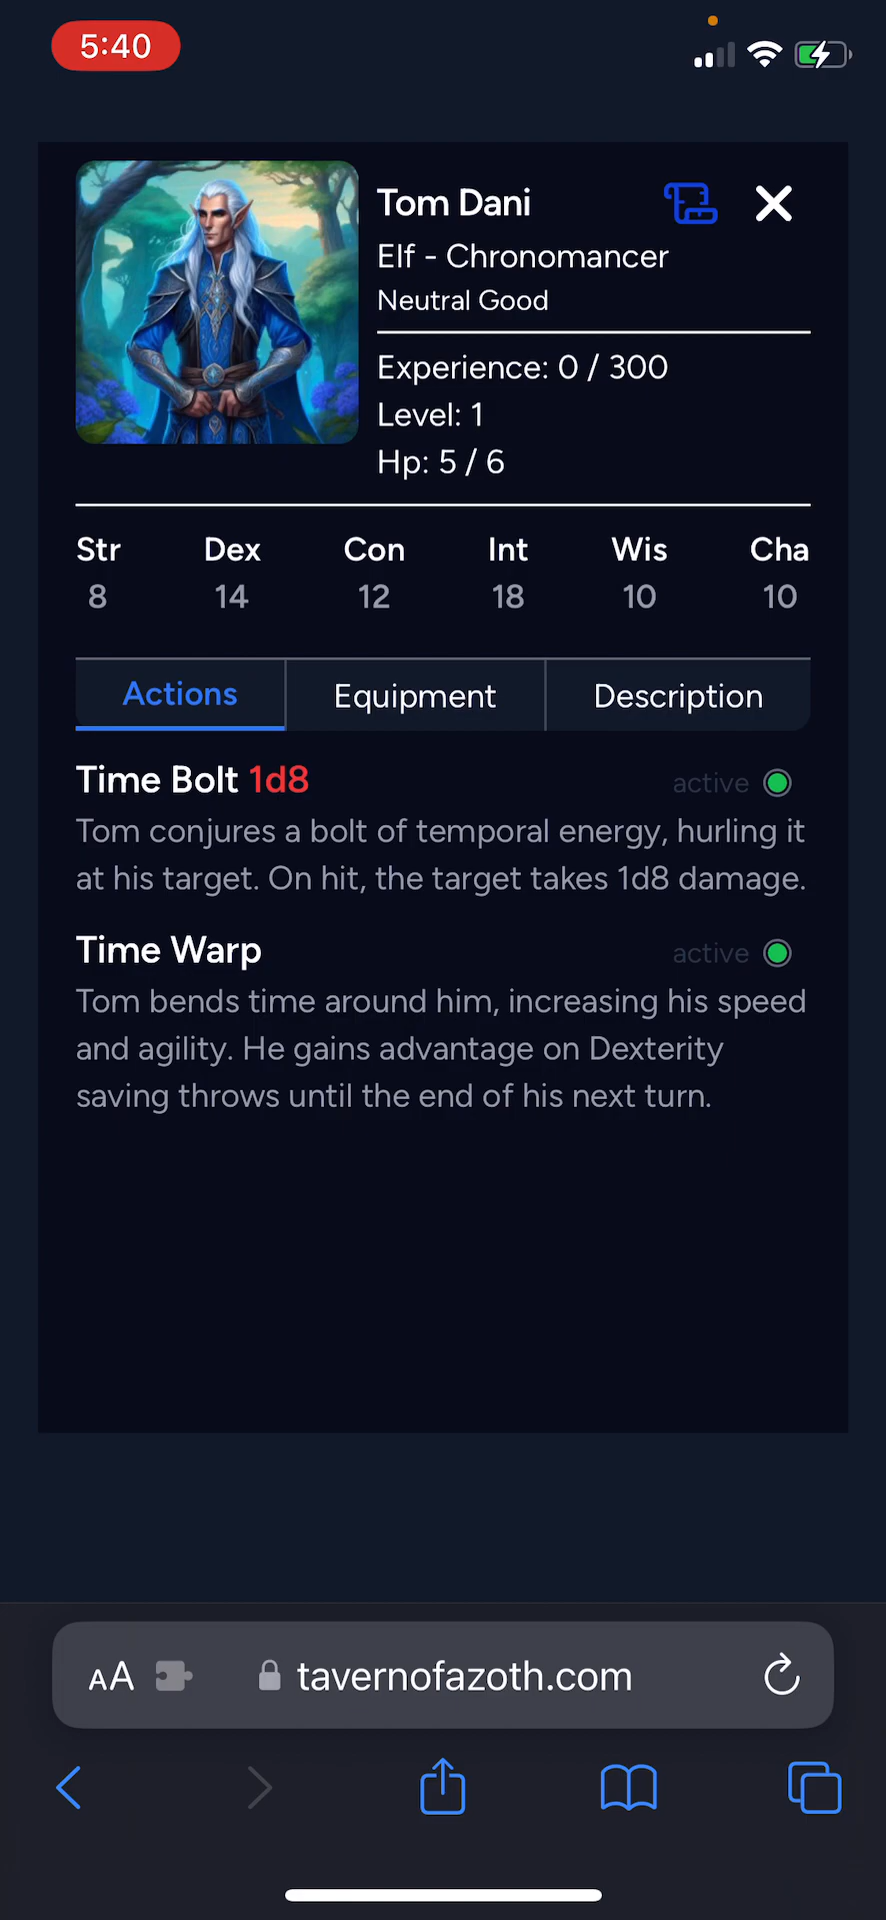 5:40
Tom Dani
Elf - Chronomancer
Neutral Good
Experience: 0 / 300
Level: 1
Hp: 5 / 6
Str Dex Con Int Wis Cha
8 14 12 18 10 10
Actions Equipment Description
Time Bolt 1d8 active
Tom conjures a bolt of temporal energy, hurling it
at his target. On hit, the target takes 1d8 damage.
Time Warp active
Tom bends time around him, increasing his speed
and agility. He gains advantage on Dexterity
saving throws until the end of his next turn.
AA tavernofazoth.com